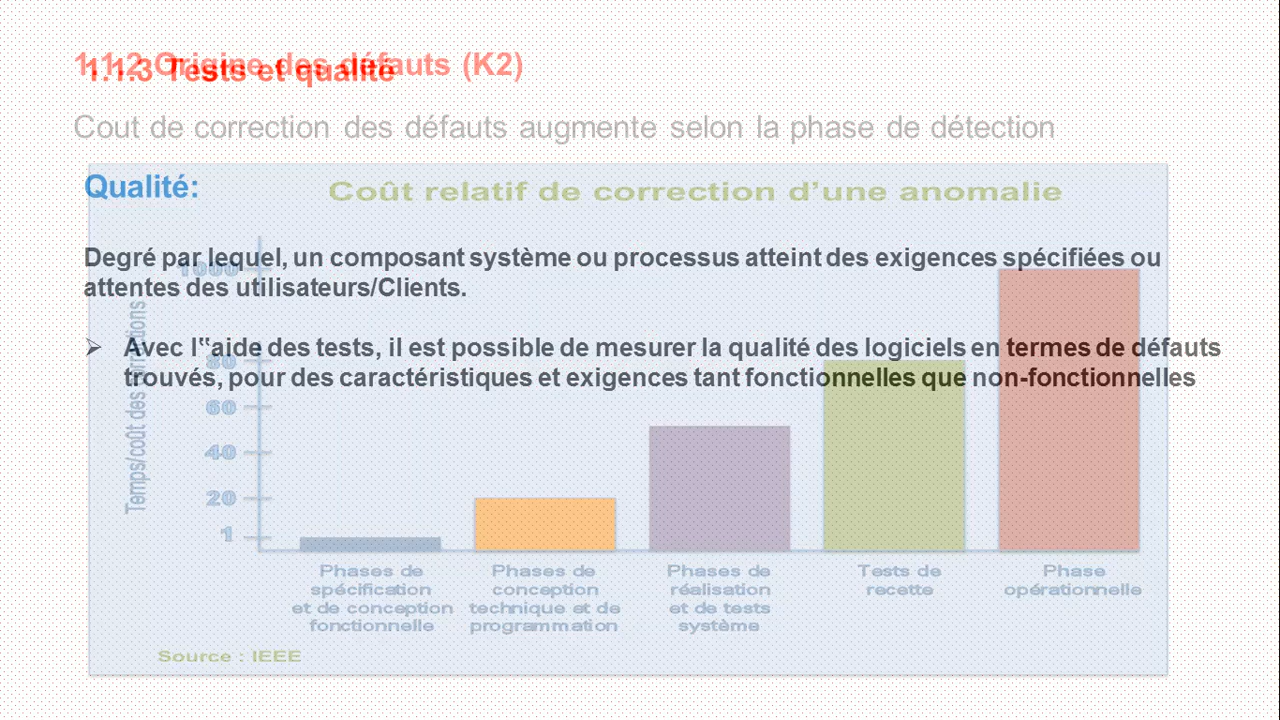 1.1.2 Origine des défauts (K2)
1.1.3 Tests et qualité
Cout de correction des défauts augmente selon la phase de détection
Qualité:
Coût relatif de correction d’une anomalie
Degré par lequel, un composant système ou processus atteint des exigences spécifiées ou
attentes des utilisateurs/Clients.
➢ Avec l‟aide des tests, il est possible de mesurer la qualité des logiciels en termes de défauts
trouvés, pour des caractéristiques et exigences tant fonctionnelles que non-fonctionnelles
Temps/coût des corrections
1000
80
60
40
20
1
Phases de
spécification
et de conception
fonctionnelle
Phases de
conception
technique et de
programmation
Phases de
réalisation
et de tests
système
Tests de
recette
Phase
opérationnelle
Source : IEEE